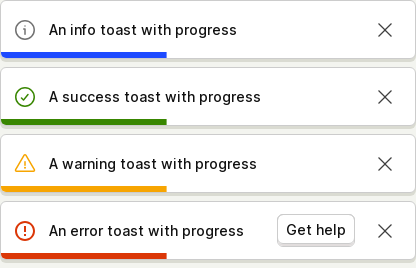 An info toast with progress
A success toast with progress
A warning toast with progress
An error toast with progress Get help